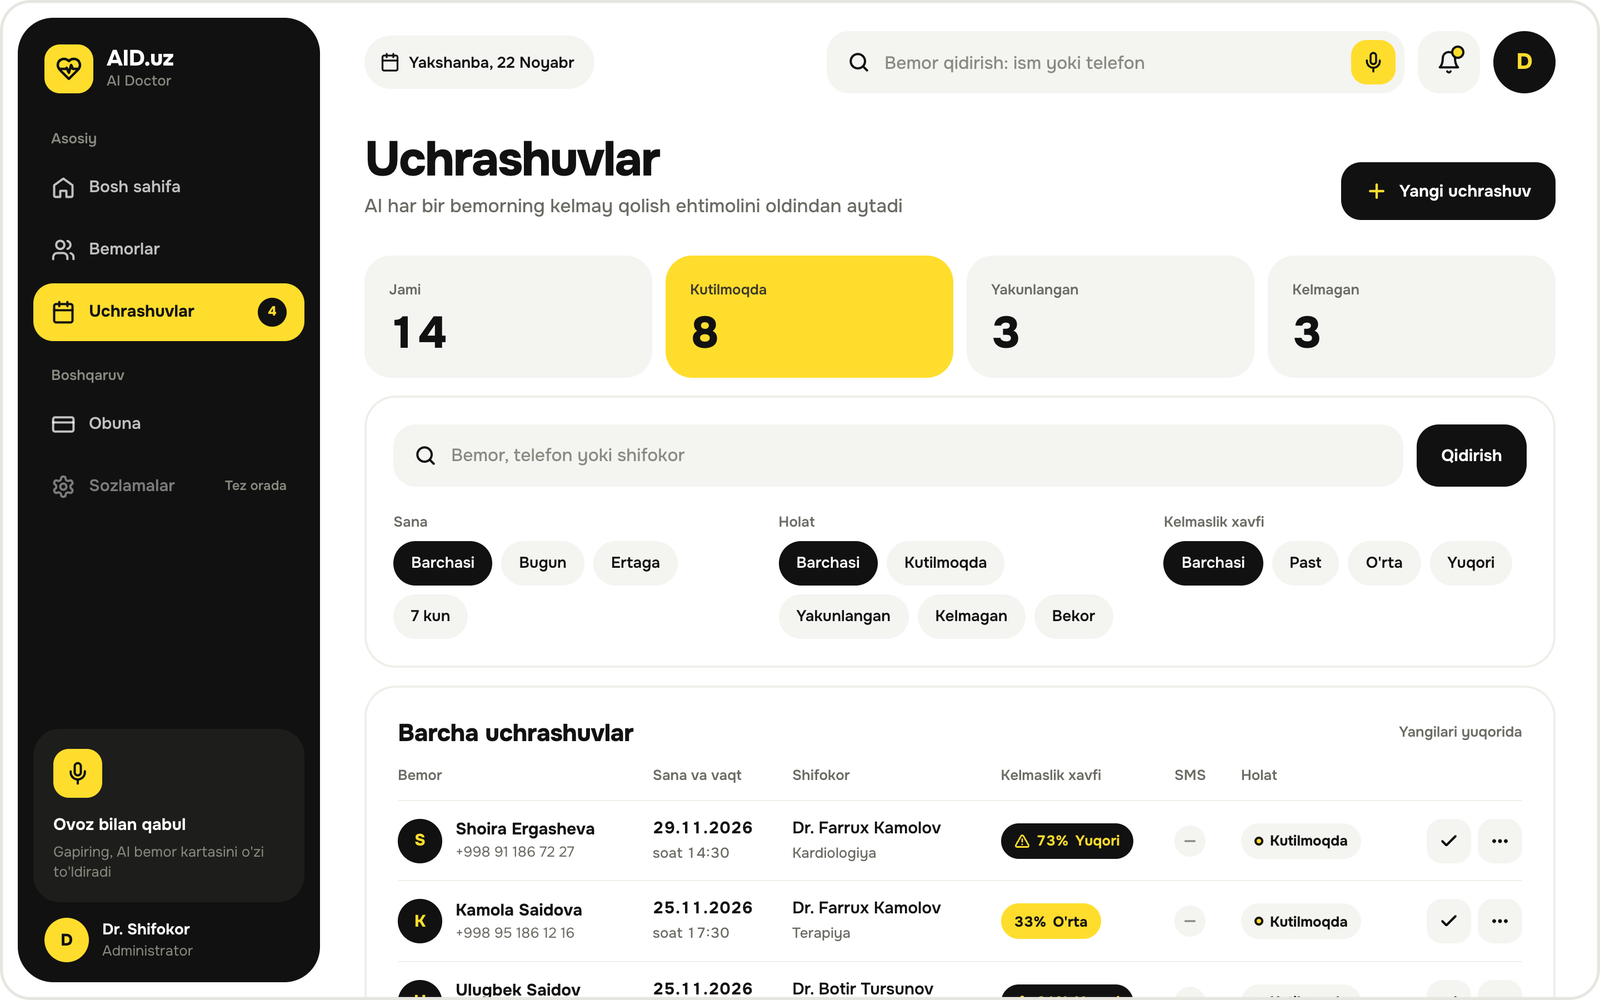 AID.uz
AI Doctor
Asosiy
Bosh sahifa
Bemorlar
Uchrashuvlar 4
Boshqaruv
Obuna
Sozlamalar Tez orada
Ovoz bilan qabul
Gapiring, AI bemor kartasini o'zi
to'ldiradi
D
Dr. Shifokor
Administrator
Yakshanba, 22 Noyabr
Bemor qidirish: ism yoki telefon
D
Uchrashuvlar
AI har bir bemorning kelmay qolish ehtimolini oldindan aytadi
Yangi uchrashuv
Jami
14
Kutilmoqda
8
Yakunlangan
3
Kelmagan
3
Bemor, telefon yoki shifokor
Qidirish
Sana
Barchasi Bugun Ertaga
7 kun
Holat
Barchasi Kutilmoqda
Yakunlangan Kelmagan Bekor
Kelmaslik xavfi
Barchasi Past O'rta Yuqori
Barcha uchrashuvlar
Yangilari yuqorida
Bemor Sana va vaqt Shifokor Kelmaslik xavfi SMS Holat
S Shoira Ergasheva 29.11.2026 Dr. Farrux Kamolov 73% Yuqori – Kutilmoqda
+998 91 186 72 27 soat 14:30 Kardiologiya
K Kamola Saidova 25.11.2026 Dr. Farrux Kamolov 33% O'rta – Kutilmoqda
+998 95 186 12 16 soat 17:30 Terapiya
Ulugbek Saidov 25.11.2026 Dr. Botir Tursunov